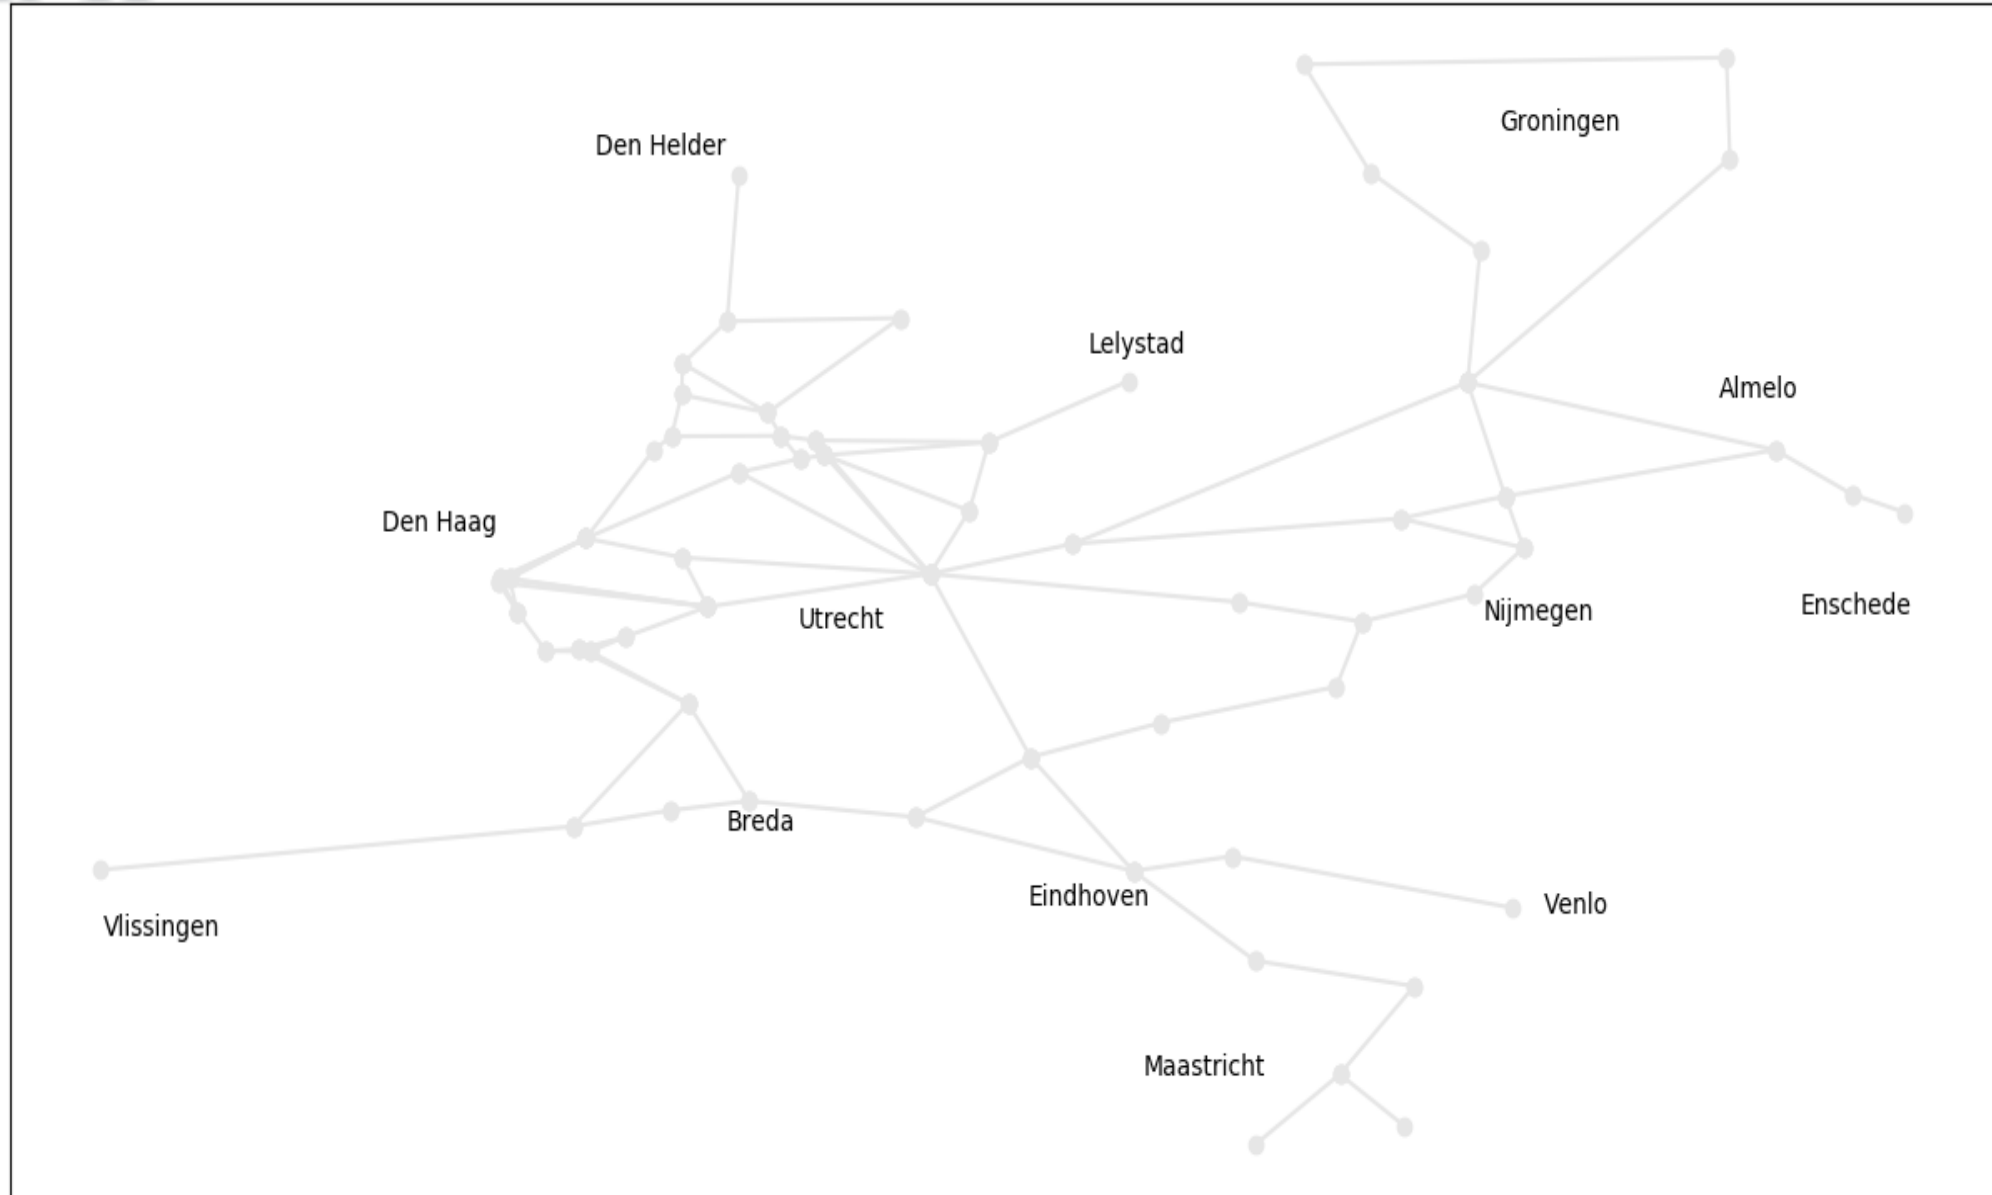 Groningen
Den Helder
Lelystad
Almelo
Den Haag
Enschede
Nijmegen
Utrecht
Breda
Eindhoven
Venlo
Vlissingen
Maastricht